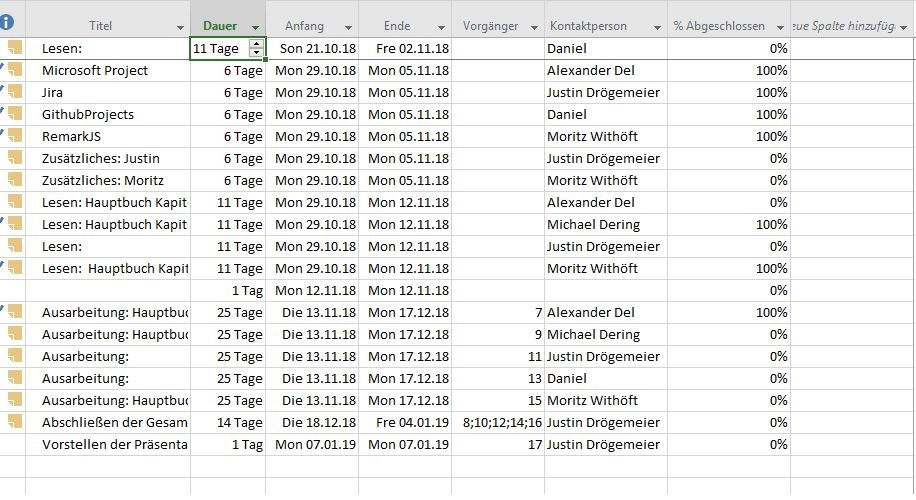 Titel Dauer Anfang Ende Vorgänger Kontaktperson % Abgeschlossen eue Spalte hinzufüg
Lesen: 11 Tage Son 21.10.18 Fre 02.11.18 Daniel 0%
Microsoft Project 6 Tage Mon 29.10.18 Mon 05.11.18 Alexander Del 100%
Jira 6 Tage Mon 29.10.18 Mon 05.11.18 Justin Drögemeier 100%
GithubProjects 6 Tage Mon 29.10.18 Mon 05.11.18 Daniel 100%
RemarkJS 6 Tage Mon 29.10.18 Mon 05.11.18 Moritz Withöft 100%
Zusätzliches: Justin 6 Tage Mon 29.10.18 Mon 05.11.18 Justin Drögemeier 0%
Zusätzliches: Moritz 6 Tage Mon 29.10.18 Mon 05.11.18 Moritz Withöft 0%
Lesen: Hauptbuch Kapit 11 Tage Mon 29.10.18 Mon 12.11.18 Alexander Del 0%
Lesen: Hauptbuch Kapit 11 Tage Mon 29.10.18 Mon 12.11.18 Michael Dering 100%
Lesen: 11 Tage Mon 29.10.18 Mon 12.11.18 Justin Drögemeier 0%
Lesen: Hauptbuch Kapit 11 Tage Mon 29.10.18 Mon 12.11.18 Moritz Withöft 100%
1 Tag Mon 12.11.18 Mon 12.11.18 0%
Ausarbeitung: Hauptbuc 25 Tage Die 13.11.18 Mon 17.12.18 7 Alexander Del 100%
Ausarbeitung: Hauptbuc 25 Tage Die 13.11.18 Mon 17.12.18 9 Michael Dering 0%
Ausarbeitung: 25 Tage Die 13.11.18 Mon 17.12.18 11 Justin Drögemeier 0%
Ausarbeitung: 25 Tage Die 13.11.18 Mon 17.12.18 13 Daniel 0%
Ausarbeitung: Hauptbuc 25 Tage Die 13.11.18 Mon 17.12.18 15 Moritz Withöft 0%
Abschließen der Gesam 14 Tage Die 18.12.18 Fre 04.01.19 8;10;12;14;16 Justin Drögemeier 0%
Vorstellen der Präsenta 1 Tag Mon 07.01.19 Mon 07.01.19 17 Justin Drögemeier 0%